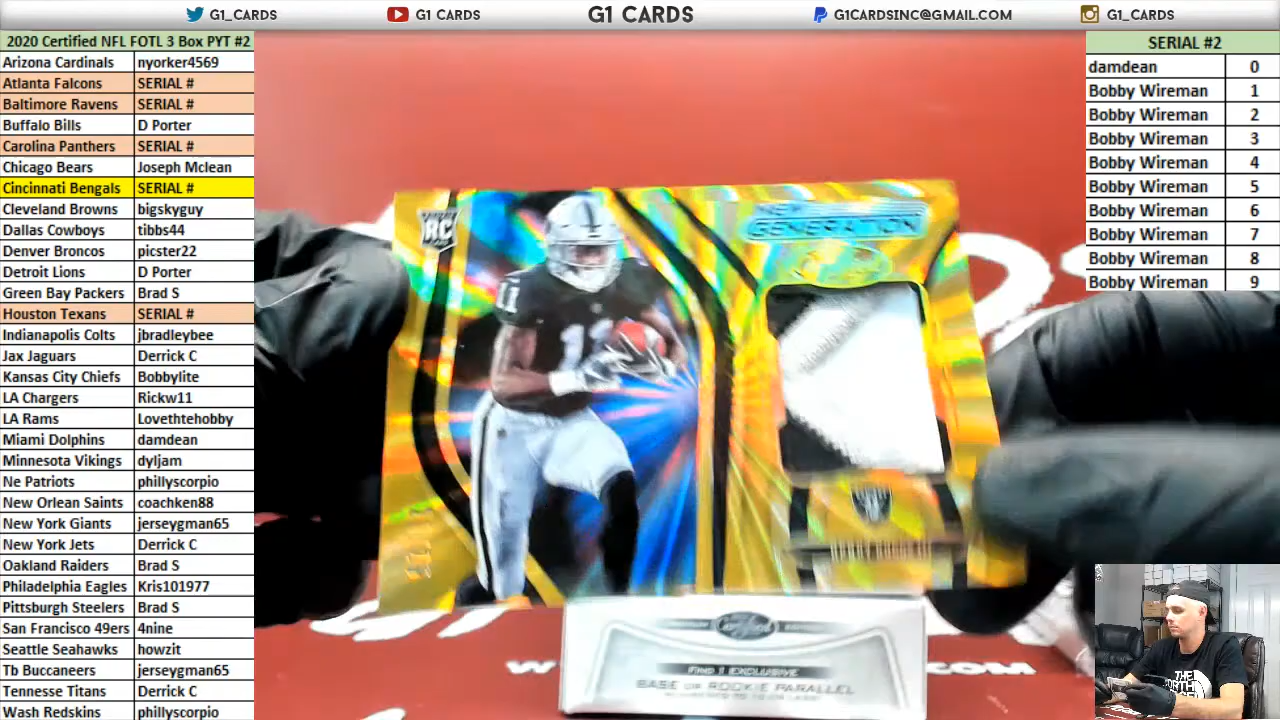 G1_CARDS
G1 CARDS
G1 CARDS
G1CARDSINC@GMAIL.COM
G1_CARDS
2020 Certified NFL FOTL 3 Box PYT #2
Arizona Cardinals nyorker4569
Atlanta Falcons SERIAL #
Baltimore Ravens SERIAL #
Buffalo Bills D Porter
Carolina Panthers SERIAL #
Chicago Bears Joseph Mclean
Cincinnati Bengals SERIAL #
Cleveland Browns bigskyguy
Dallas Cowboys tibbs44
Denver Broncos picster22
Detroit Lions D Porter
Green Bay Packers Brad S
Houston Texans SERIAL #
Indianapolis Colts jbradleybee
Jax Jaguars Derrick C
Kansas City Chiefs Bobbylite
LA Chargers Rickw11
LA Rams Lovethtehobby
Miami Dolphins damdean
Minnesota Vikings dyljam
Ne Patriots phillyscorpio
New Orlean Saints coachken88
New York Giants jerseygman65
New York Jets Derrick C
Oakland Raiders Brad S
Philadelphia Eagles Kris101977
Pittsburgh Steelers Brad S
San Francisco 49ers 4nine
Seattle Seahawks howzit
Tb Buccaneers jerseygman65
Tennesse Titans Derrick C
Wash Redskins phillyscorpio
SERIAL #2
damdean 0
Bobby Wireman 1
Bobby Wireman 2
Bobby Wireman 3
Bobby Wireman 4
Bobby Wireman 5
Bobby Wireman 6
Bobby Wireman 7
Bobby Wireman 8
Bobby Wireman 9
RC
GENERATION
11
11
FIND 1 EXCLUSIVE
BASE OR ROOKIE PARALLEL
W
.COM
THE